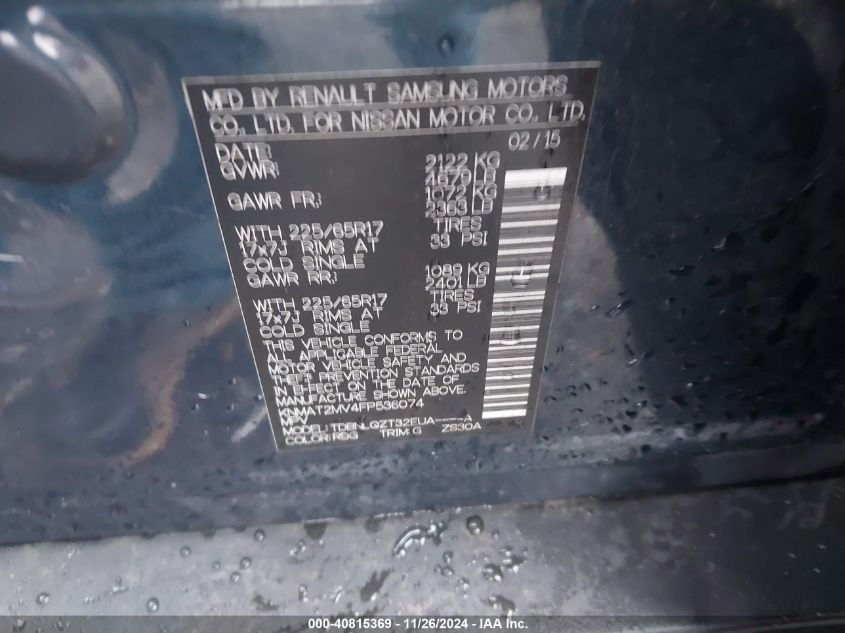 MFD BY RENAULT SAMSUNG MOTORS
CO., LTD. FOR NISSAN MOTOR CO., LTD.
DATE: 02/15
GVWR: 2122 KG
4679 LB
GAWR FR: 1072 KG
2363 LB
WITH 225/65R17 TIRES
17x7J RIMS AT 33 PSI
COLD SINGLE
GAWR RR: 1089 KG
2401 LB
WITH 225/65R17 TIRES
17x7J RIMS AT 33 PSI
COLD SINGLE
THIS VEHICLE CONFORMS TO
ALL APPLICABLE FEDERAL
MOTOR VEHICLE SAFETY AND
THEFT PREVENTION STANDARDS
IN EFFECT ON THE DATE OF
MANUFACTURE SHOWN ABOVE.
KNMAT2MV4FP536074
MPV
MODEL: TDBNLQZT32EUA----A
COLOR: RBG TRIM: G ZS30A
000-40815369 - 11/26/2024 - IAA Inc.